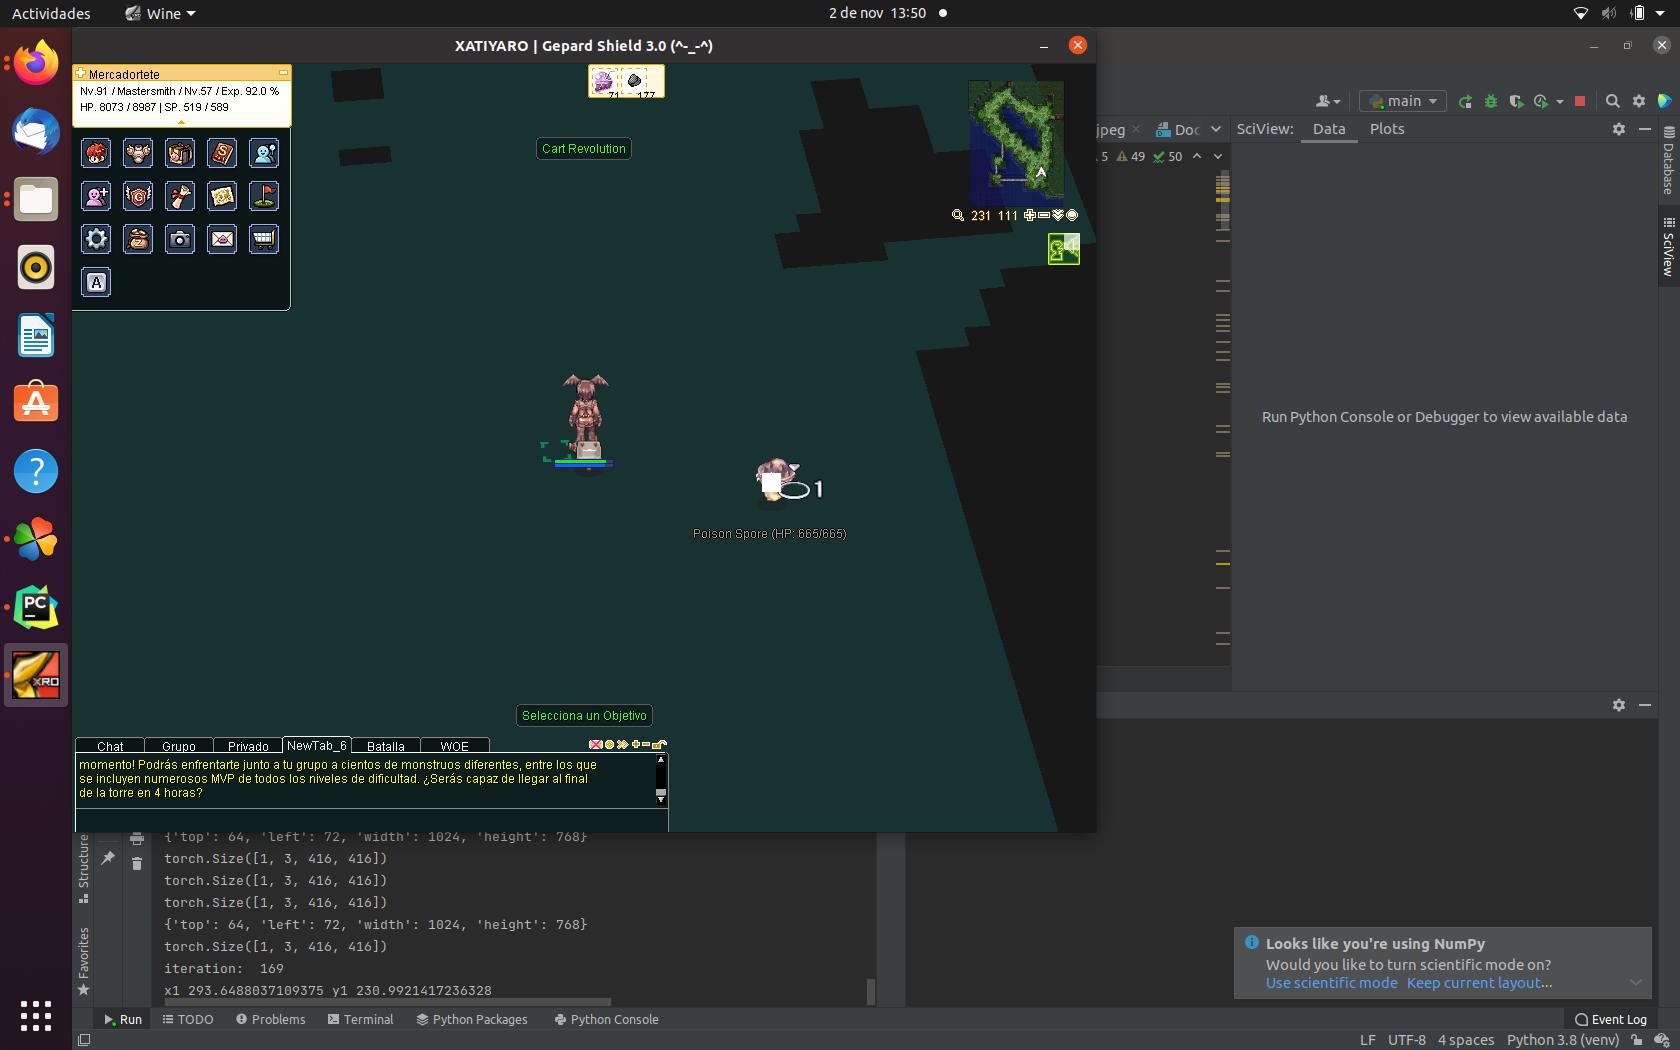 Actividades
Wine
2 de nov 13:50
XATIYARO | Gepard Shield 3.0 (^-_-^)
Mercadortete
Nv.91 / Mastersmith / Nv.57 / Exp. 92.0 %
HP. 8073 / 8987 | SP. 519 / 589
71
177
Cart Revolution
231 111
S
G
Z
A
1
Poison Spore (HP: 665/665)
Selecciona un Objetivo
Chat
Grupo
Privado
NewTab_6
Batalla
WOE
momento! Podrás enfrentarte junto a tu grupo a cientos de monstruos diferentes, entre los que
se incluyen numerosos MVP de todos los niveles de dificultad. ¿Serás capaz de llegar al final
de la torre en 4 horas?
PC
XRO
main
jpeg
Doc
SciView:
Data
Plots
5
49
50
Database
SciView
Run Python Console or Debugger to view available data
{'top': 64, 'left': 72, 'width': 1024, 'height': 768}
torch.Size([1, 3, 416, 416])
torch.Size([1, 3, 416, 416])
torch.Size([1, 3, 416, 416])
{'top': 64, 'left': 72, 'width': 1024, 'height': 768}
torch.Size([1, 3, 416, 416])
iteration:  169
x1 293.6488037109375 y1 230.9921417236328
Structure
Favorites
Looks like you're using NumPy
Would you like to turn scientific mode on?
Use scientific mode Keep current layout...
Run
TODO
Problems
Terminal
Python Packages
Python Console
Event Log
LF
UTF-8
4 spaces
Python 3.8 (venv)